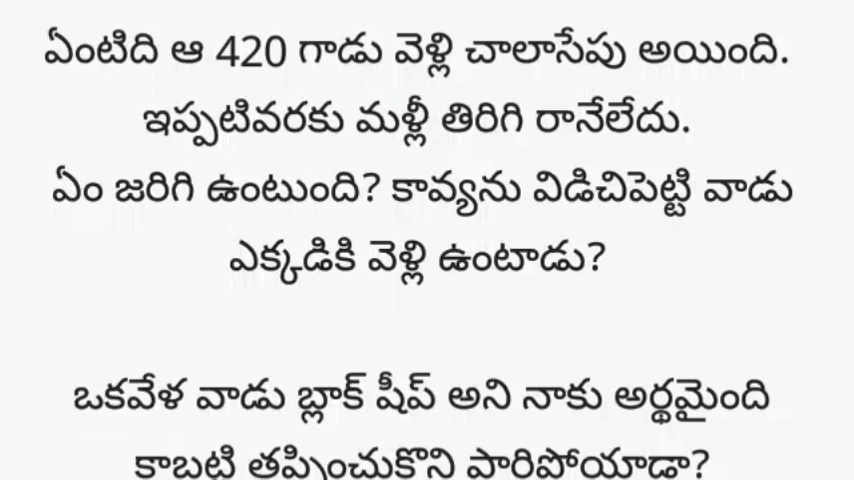 ఏంటిది ఆ 420 గాడు వెళ్లి చాలాసేపు అయింది.
ఇప్పటివరకు మళ్లీ తిరిగి రానేలేదు.
ఏం జరిగి ఉంటుంది? కావ్యను విడిచిపెట్టి వాడు
ఎక్కడికి వెళ్లి ఉంటాడు?
ఒకవేళ వాడు బ్లాక్ షీప్ అని నాకు అర్థమైంది
కాబట్టి తప్పించుకొని పారిపోయాడా?